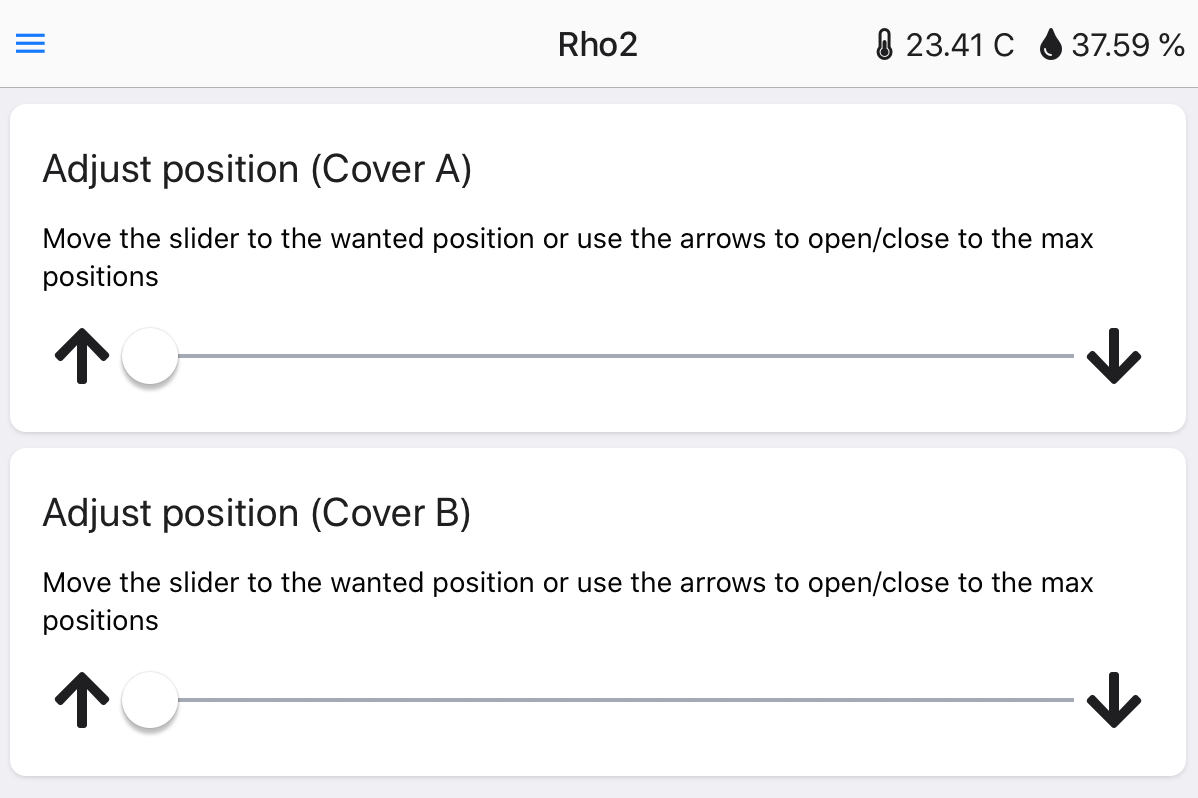 Rho2
23.41 C
37.59 %
Adjust position (Cover A)
Move the slider to the wanted position or use the arrows to open/close to the max
positions
Adjust position (Cover B)
Move the slider to the wanted position or use the arrows to open/close to the max
positions